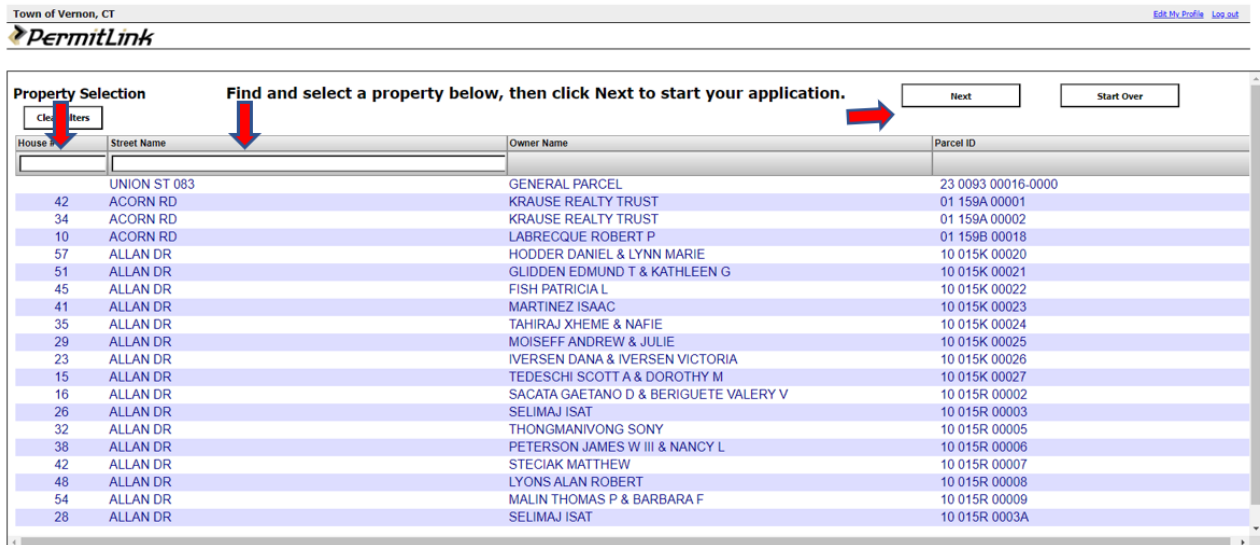 Town of Vernon, CT Edit My Profile Log out
PermitLink
Property Selection Find and select a property below, then click Next to start your application. Next Start Over
House # Street Name Owner Name Parcel ID
UNION ST 083 GENERAL PARCEL 23 0093 00016-0000
42 ACORN RD KRAUSE REALTY TRUST 01 159A 00001
34 ACORN RD KRAUSE REALTY TRUST 01 159A 00002
10 ACORN RD LABRECQUE ROBERT P 01 159B 00018
57 ALLAN DR HODDER DANIEL & LYNN MARIE 10 015K 00020
51 ALLAN DR GLIDDEN EDMUND T & KATHLEEN G 10 015K 00021
45 ALLAN DR FISH PATRICIA L 10 015K 00022
41 ALLAN DR MARTINEZ ISAAC 10 015K 00023
35 ALLAN DR TAHIRAJ XHEME & NAFIE 10 015K 00024
29 ALLAN DR MOISEFF ANDREW & JULIE 10 015K 00025
23 ALLAN DR IVERSEN DANA & IVERSEN VICTORIA 10 015K 00026
15 ALLAN DR TEDESCHI SCOTT A & DOROTHY M 10 015K 00027
16 ALLAN DR SACATA GAETANO D & BERIGUETE VALERY V 10 015R 00002
26 ALLAN DR SELIMAJ ISAT 10 015R 00003
32 ALLAN DR THONGMANIVONG SONY 10 015R 00005
38 ALLAN DR PETERSON JAMES W III & NANCY L 10 015R 00006
42 ALLAN DR STECIAK MATTHEW 10 015R 00007
48 ALLAN DR LYONS ALAN ROBERT 10 015R 00008
54 ALLAN DR MALIN THOMAS P & BARBARA F 10 015R 00009
28 ALLAN DR SELIMAJ ISAT 10 015R 0003A